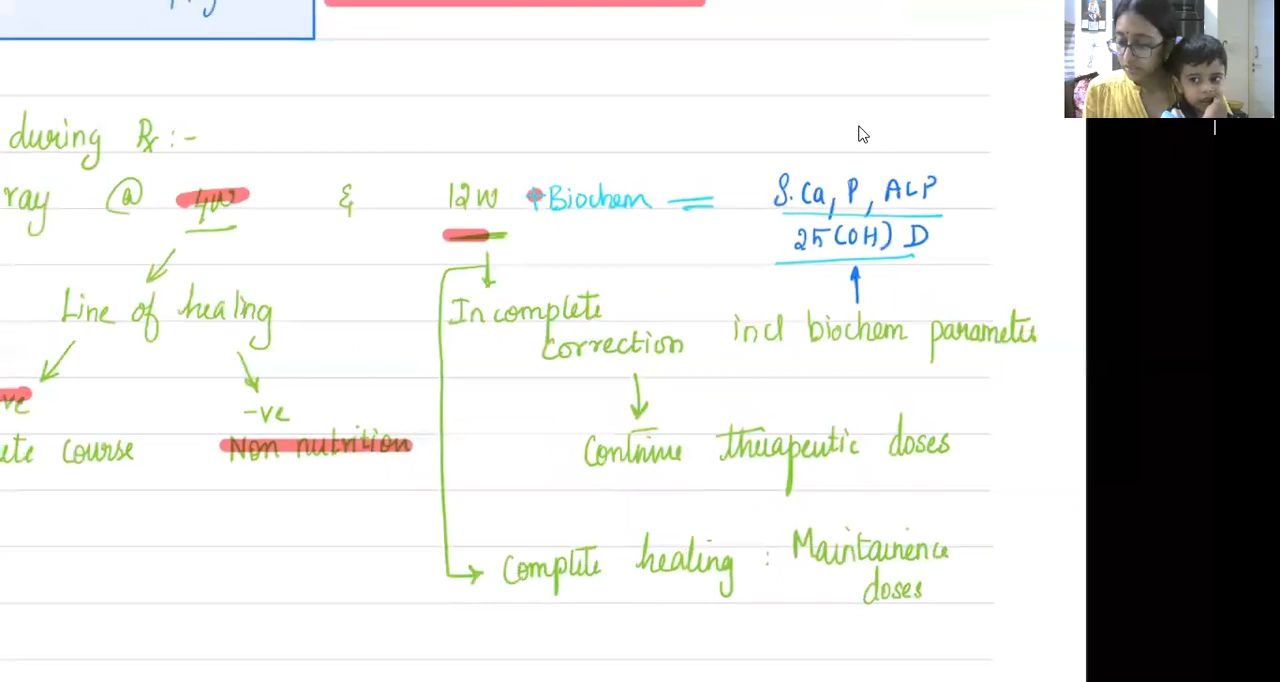 during Rx :-
ray @ 4w & 12w + Biochem = S. Ca, P, ALP
25 (OH) D
Line of healing
Incomplete correction incl biochem parameters
ve
-ve
ete course
Non nutrition
Continue therapeutic doses
Complete healing : Maintainence doses